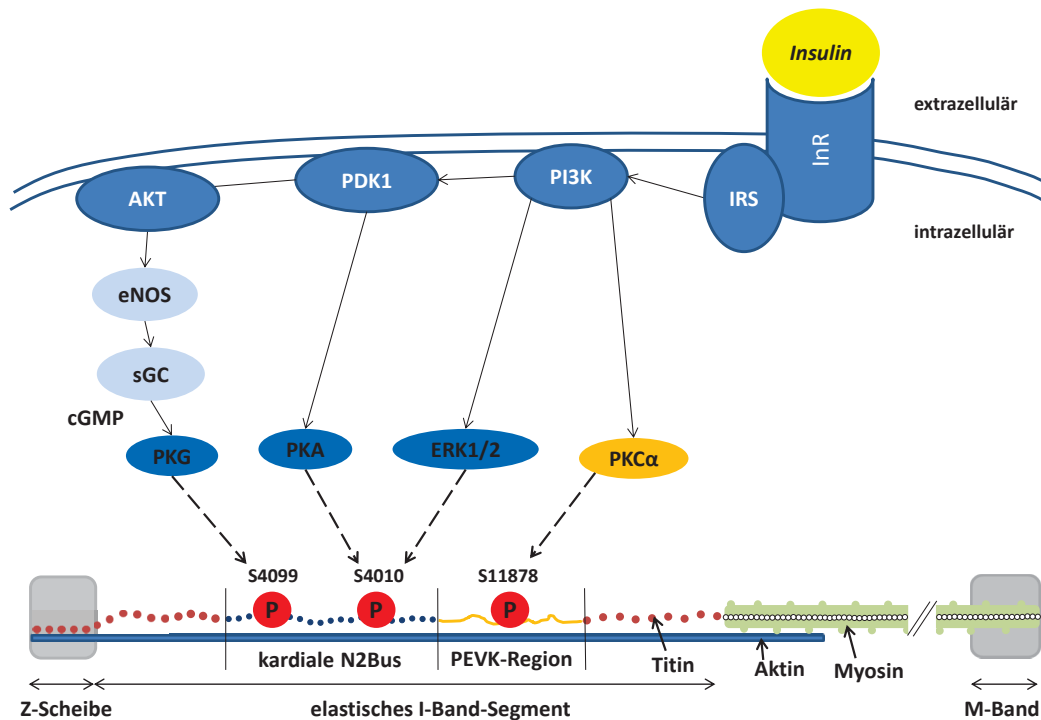 Insulin
extrazellulär
InR
PDK1
PI3K
AKT
IRS
intrazellulär
eNOS
sGC
cGMP
PKG
PKA
ERK1/2
PKCα
S4099
S4010
S11878
P
P
P
kardiale N2Bus
PEVK-Region
Titin
Aktin
Myosin
Z-Scheibe
elastisches I-Band-Segment
M-Band